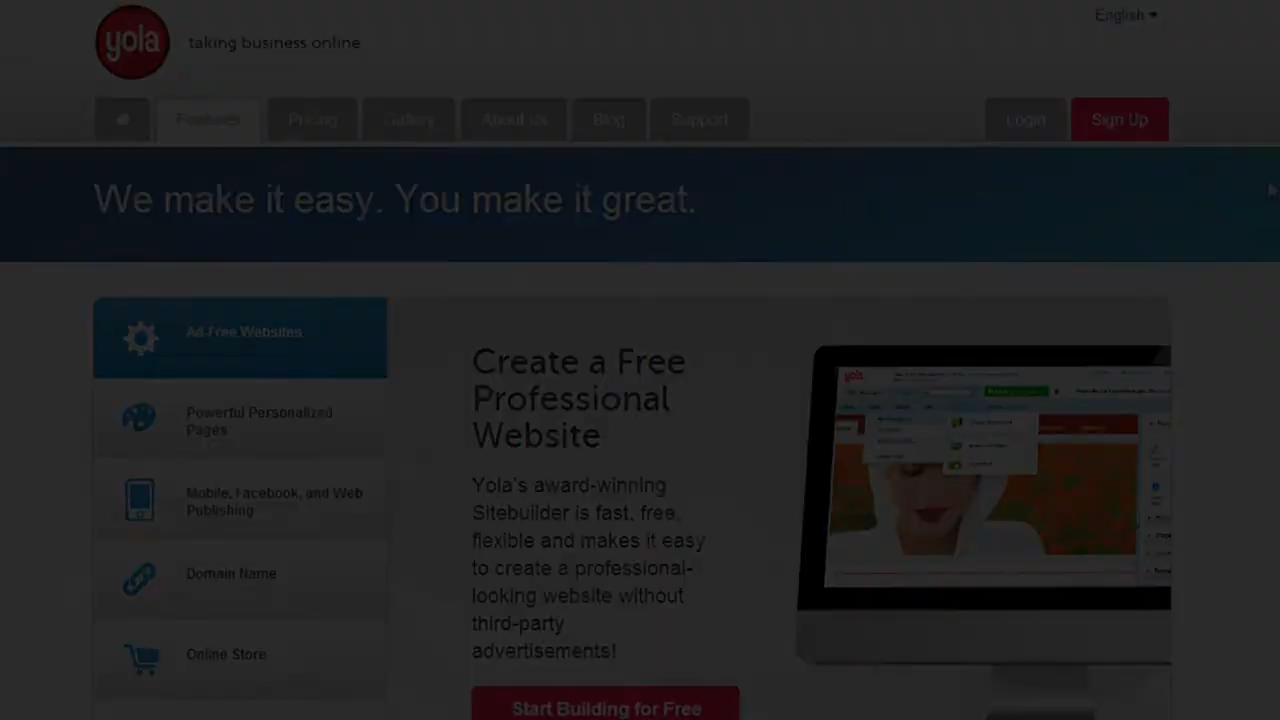 yola
taking business online
English
Features
Pricing
Gallery
About Us
Blog
Support
Login
Sign Up
We make it easy. You make it great.
Ad-Free Websites
Powerful Personalized
Pages
Mobile, Facebook, and Web
Publishing
Domain Name
Online Store
Create a Free
Professional
Website
Yola's award-winning
Sitebuilder is fast, free,
flexible and makes it easy
to create a professional-
looking website without
third-party
advertisements!
Start Building for Free
yola